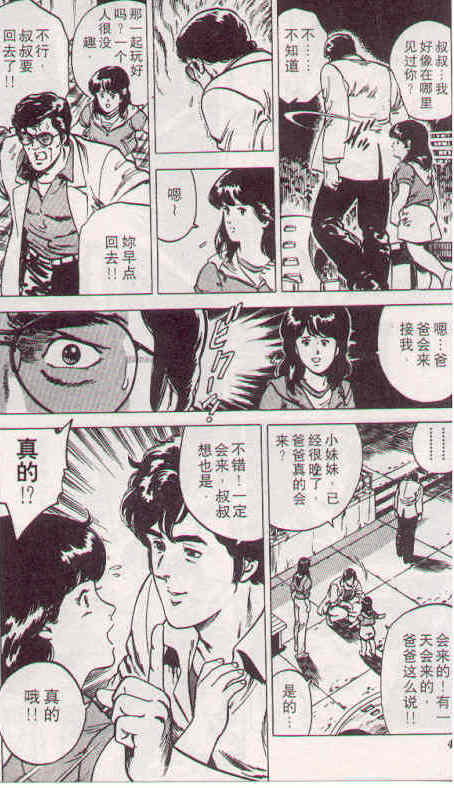 叔叔…我
好像在哪里
见过你?
不……
不知道
嗯~
那一起玩好
吗?一个
人很没
趣.
不行
叔叔要
回去了!!
妳早点
回去!!
嗯…爸
爸会来
接我.
ビクーッ!
………
………
小妹妹,已
经很晚了,
爸爸真的会
来?
会来的!有一
天会来的,
爸爸这么说!!
是的…
不错!一定
会来,叔叔
想也是.
真的!?
真的
哦!!